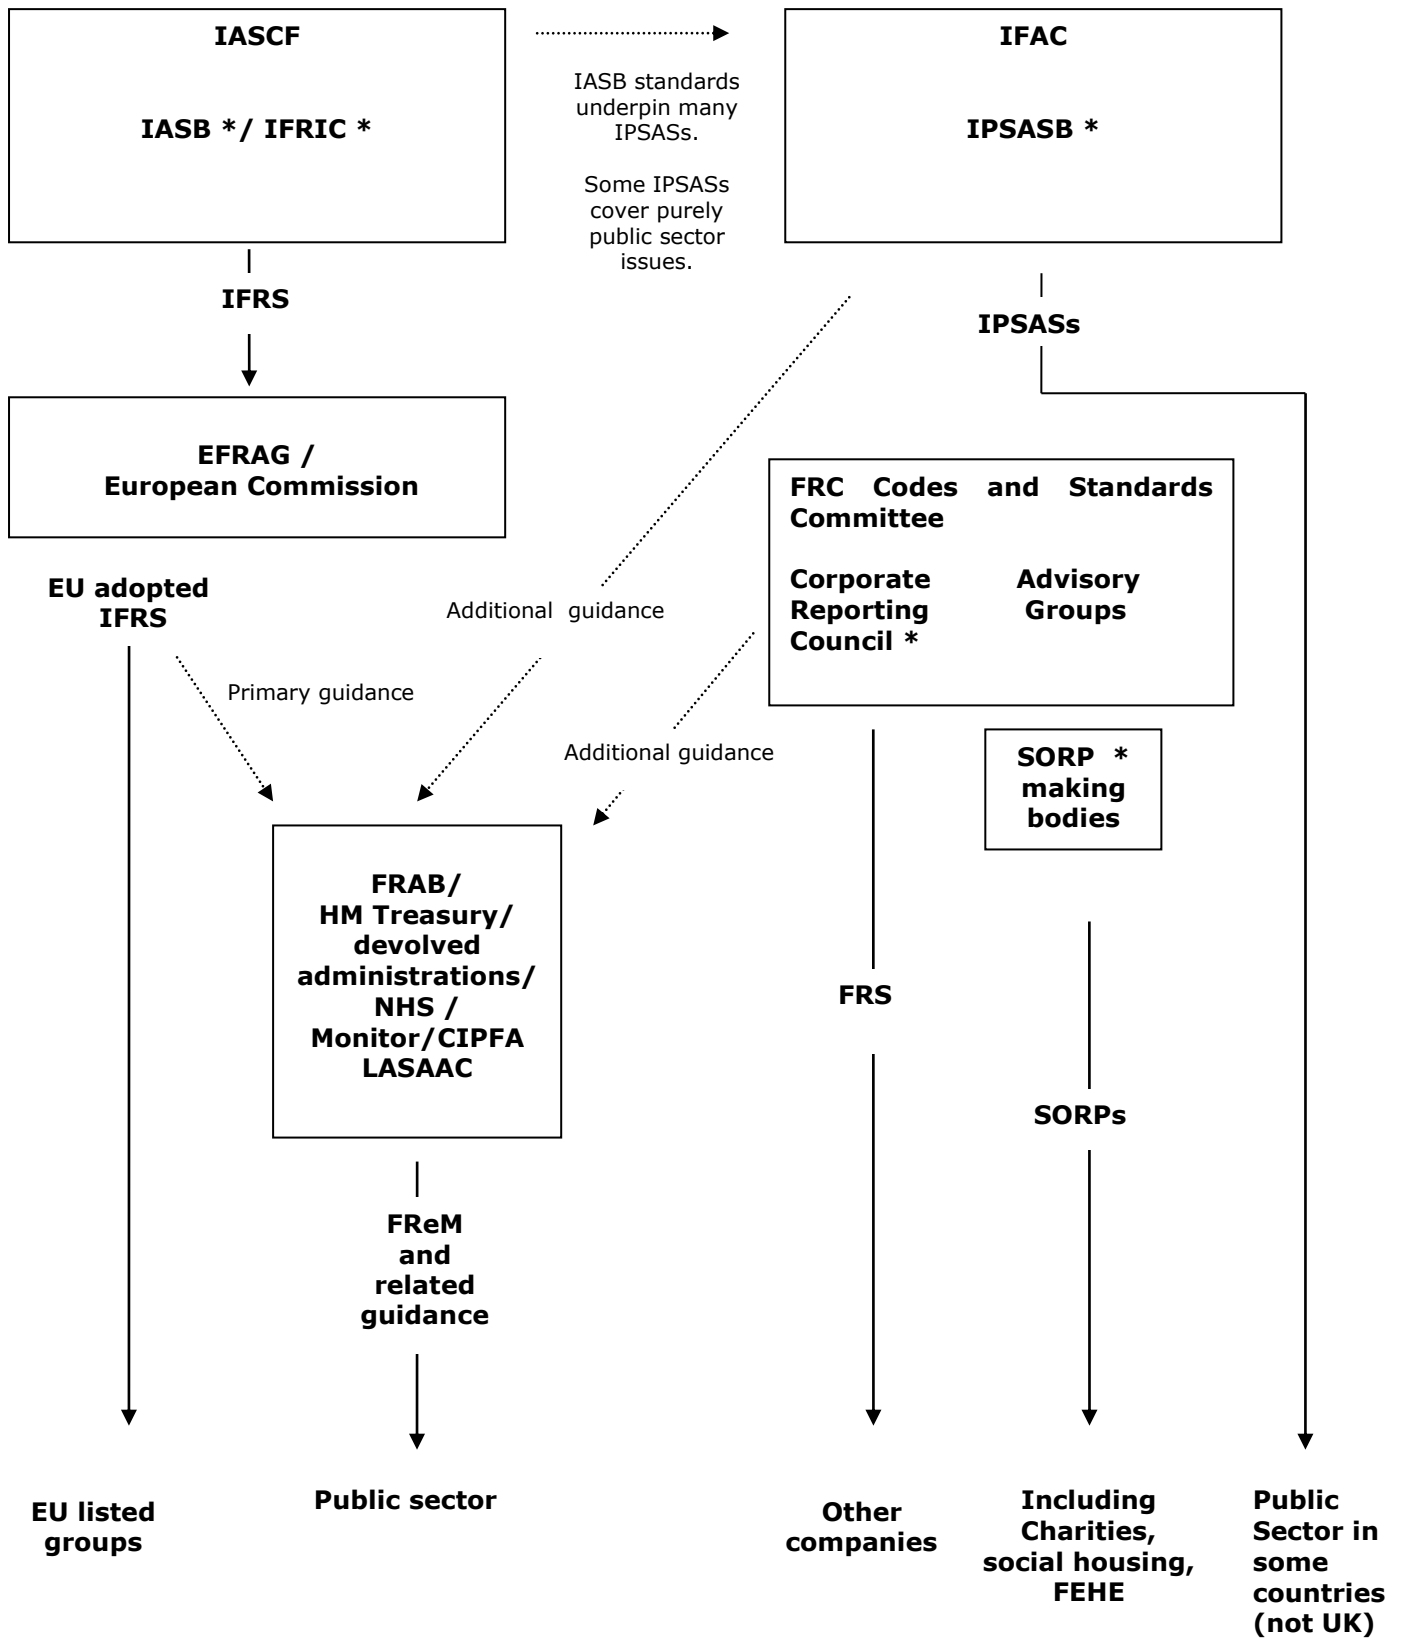 IASCF
IASB */ IFRIC *
IASB standards
underpin many
IPSASs.
Some IPSASs
cover purely
public sector
issues.
IFAC
IPSASB *
IFRS
IPSASs
EFRAG /
European Commission
FRC Codes and Standards
Committee
Corporate Advisory
Reporting Groups
Council *
EU adopted
IFRS
Additional guidance
Primary guidance
Additional guidance
SORP *
making
bodies
FRAB/
HM Treasury/
devolved
administrations/
NHS /
Monitor/CIPFA
LASAAC
FRS
SORPs
FReM
and
related
guidance
EU listed
groups
Public sector
Other
companies
Including
Charities,
social housing,
FEHE
Public
Sector in
some
countries
(not UK)